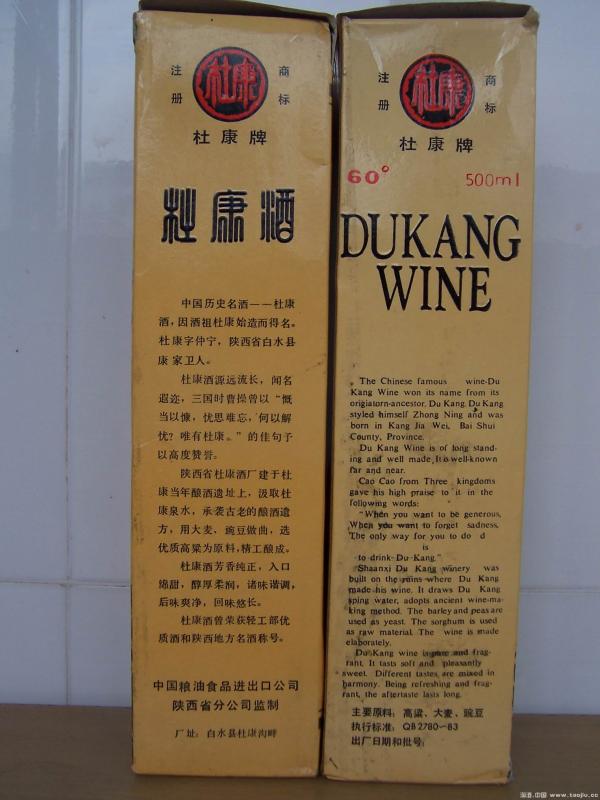 注册 商标
杜康
杜康牌
杜康酒
中国历史名酒——杜康
酒，因酒祖杜康始造而得名。
杜康字仲宁，陕西省白水县
康家卫人。
杜康酒源远流长，闻名
遐迩，三国时曹操曾以“慨
当以慷，忧思难忘，何以解
忧？唯有杜康。”的佳句予
以高度赞誉。
陕西省杜康酒厂建于杜
康当年酿酒遗址上，汲取杜
康泉水，承袭古老的酿酒遗
方，用大麦，豌豆做曲，选
优质高粱为原料，精工酿成。
杜康酒芳香纯正，入口
绵甜，醇厚柔润，诸味谐调，
后味爽净，回味悠长。
杜康酒曾荣获轻工部优
质酒和陕西地方名酒称号。
中国粮油食品进出口公司
陕西省分公司监制
厂址：白水县杜康沟畔
注册 商标
杜康
杜康牌
60° 500ml
DUKANG
WINE
The Chinese famous wine-Du
Kang Wine won its name from its
origiatorn-ancestor, Du Kang. Du Kang
styled himself Zhong Ning and was
born in Kang Jia Wei, Bai Shui
County, Province.
Du Kang Wine is of long stand-
ing and well made. It is well-known
far and near.
Cao Cao from Three kingdoms
gave his high praise to it in the
following words:
"When you want to be generous,
When you want to forget sadness,
The only way for you to do d
is
to drink-Du-Kang."
Shaanxi Du Kang winery was
built on the ruins where Du Kang
made his wine. It draws Du Kang
sping water, adopts ancient wine-ma-
king method. The barley and peas are
used as yeast. The sorghum is used
as raw material. The wine is made
elaborately.
Du Kang wine is pure and frag-
rant. It tasts soft and pleasantly
sweet. Different tastes are mixed in
harmony. Being refreshing and frag-
rant, the aftertaste lasts long.
主要原料：高粱、大麦、豌豆
执行标准：QB2780-83
出厂日期和批号：
淘酒.中国 www.taojiu.cc